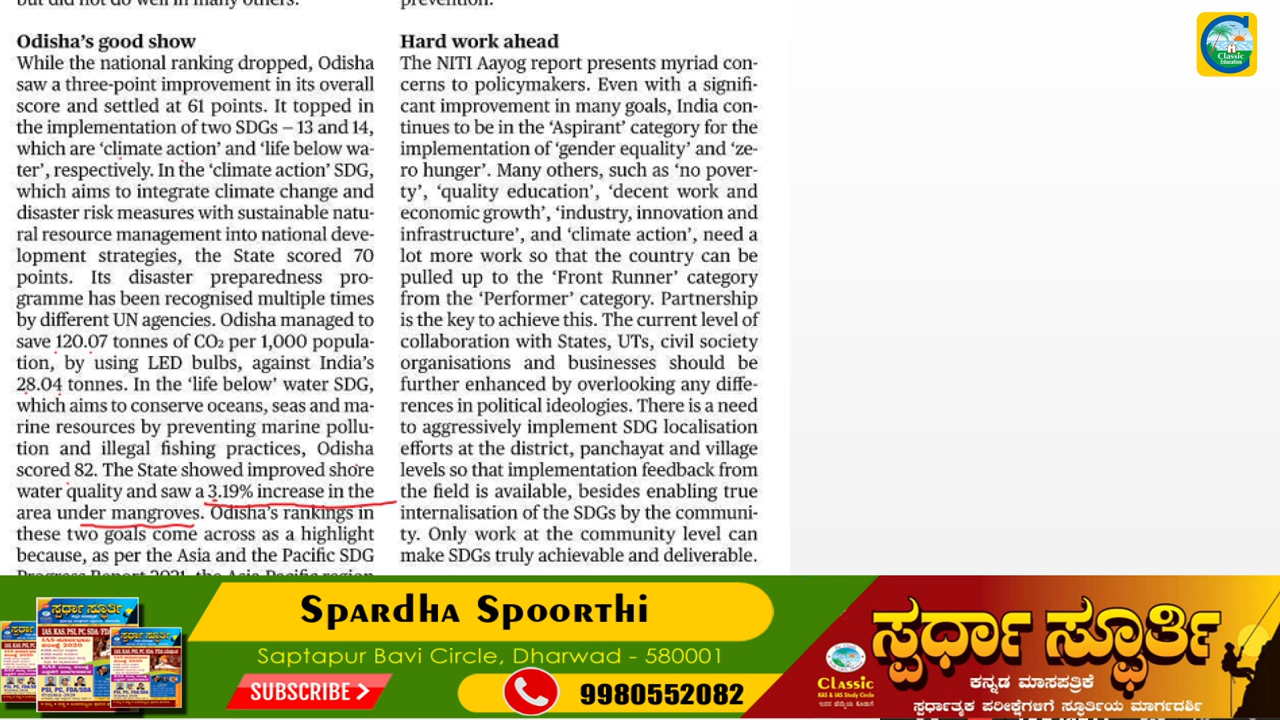 but did not do well in many others.
Odisha's good show
While the national ranking dropped, Odisha
saw a three-point improvement in its overall
score and settled at 61 points. It topped in
the implementation of two SDGs – 13 and 14,
which are 'climate action' and 'life below wa-
ter', respectively. In the 'climate action' SDG,
which aims to integrate climate change and
disaster risk measures with sustainable natu-
ral resource management into national deve-
lopment strategies, the State scored 70
points. Its disaster preparedness pro-
gramme has been recognised multiple times
by different UN agencies. Odisha managed to
save 120.07 tonnes of CO₂ per 1,000 popula-
tion, by using LED bulbs, against India's
28.04 tonnes. In the 'life below' water SDG,
which aims to conserve oceans, seas and ma-
rine resources by preventing marine pollu-
tion and illegal fishing practices, Odisha
scored 82. The State showed improved shore
water quality and saw a 3.19% increase in the
area under mangroves. Odisha's rankings in
these two goals come across as a highlight
because, as per the Asia and the Pacific SDG
Progress Report 2021, the Asia-Pacific region
prevention.
Hard work ahead
The NITI Aayog report presents myriad con-
cerns to policymakers. Even with a signifi-
cant improvement in many goals, India con-
tinues to be in the 'Aspirant' category for the
implementation of 'gender equality' and 'ze-
ro hunger'. Many others, such as 'no pover-
ty', 'quality education', 'decent work and
economic growth', 'industry, innovation and
infrastructure', and 'climate action', need a
lot more work so that the country can be
pulled up to the 'Front Runner' category
from the 'Performer' category. Partnership
is the key to achieve this. The current level of
collaboration with States, UTs, civil society
organisations and businesses should be
further enhanced by overlooking any diffe-
rences in political ideologies. There is a need
to aggressively implement SDG localisation
efforts at the district, panchayat and village
levels so that implementation feedback from
the field is available, besides enabling true
internalisation of the SDGs by the communi-
ty. Only work at the community level can
make SDGs truly achievable and deliverable.
Classic
Education
ಸ್ಪರ್ಧಾ ಸ್ಫೂರ್ತಿ
Spardha Spoorthi
Saptapur Bavi Circle, Dharwad - 580001
SUBSCRIBE
9980552082
Classic
KAS & IAS Study Circle
ಸ್ಪರ್ಧಾ ಸ್ಫೂರ್ತಿ
ಕನ್ನಡ ಮಾಸಪತ್ರಿಕೆ
ಸ್ಪರ್ಧಾತ್ಮಕ ಪರೀಕ್ಷೆಗಳಿಗೆ ಸ್ಫೂರ್ತಿಯ ಮಾರ್ಗದರ್ಶಿ